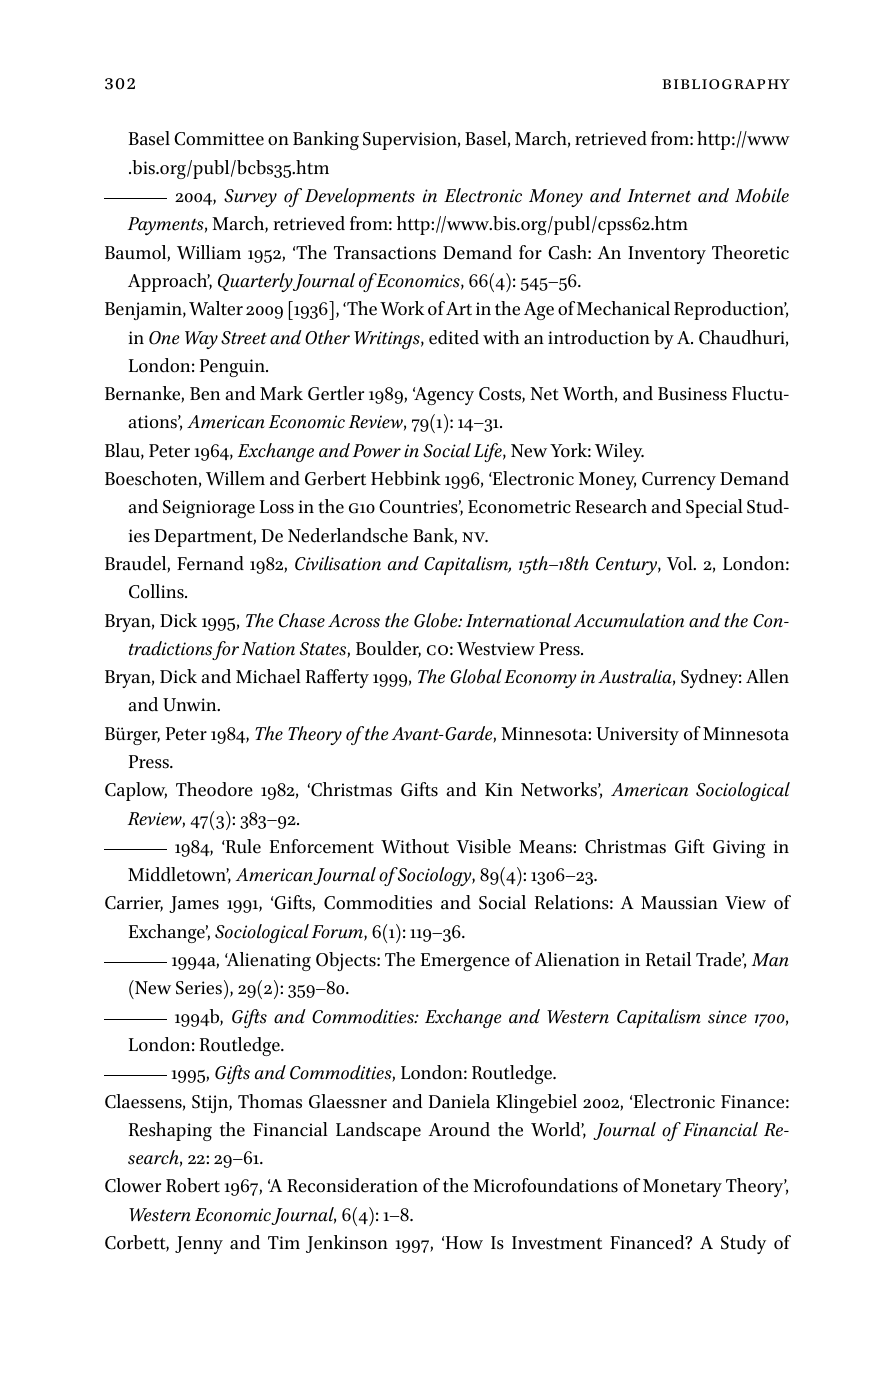 302
BIBLIOGRAPHY
Basel Committee on Banking Supervision, Basel, March, retrieved from: http://www
.bis.org/publ/bcbs35.htm
——— 2004, Survey of Developments in Electronic Money and Internet and Mobile
Payments, March, retrieved from: http://www.bis.org/publ/cpss62.htm
Baumol, William 1952, ‘The Transactions Demand for Cash: An Inventory Theoretic
Approach’, Quarterly Journal of Economics, 66(4): 545–56.
Benjamin, Walter 2009 [1936], ‘The Work of Art in the Age of Mechanical Reproduction’,
in One Way Street and Other Writings, edited with an introduction by A. Chaudhuri,
London: Penguin.
Bernanke, Ben and Mark Gertler 1989, ‘Agency Costs, Net Worth, and Business Fluctu-
ations’, American Economic Review, 79(1): 14–31.
Blau, Peter 1964, Exchange and Power in Social Life, New York: Wiley.
Boeschoten, Willem and Gerbert Hebbink 1996, ‘Electronic Money, Currency Demand
and Seigniorage Loss in the G10 Countries’, Econometric Research and Special Stud-
ies Department, De Nederlandsche Bank, NV.
Braudel, Fernand 1982, Civilisation and Capitalism, 15th–18th Century, Vol. 2, London:
Collins.
Bryan, Dick 1995, The Chase Across the Globe: International Accumulation and the Con-
tradictions for Nation States, Boulder, CO: Westview Press.
Bryan, Dick and Michael Rafferty 1999, The Global Economy in Australia, Sydney: Allen
and Unwin.
Bürger, Peter 1984, The Theory of the Avant-Garde, Minnesota: University of Minnesota
Press.
Caplow, Theodore 1982, ‘Christmas Gifts and Kin Networks’, American Sociological
Review, 47(3): 383–92.
——— 1984, ‘Rule Enforcement Without Visible Means: Christmas Gift Giving in
Middletown’, American Journal of Sociology, 89(4): 1306–23.
Carrier, James 1991, ‘Gifts, Commodities and Social Relations: A Maussian View of
Exchange’, Sociological Forum, 6(1): 119–36.
——— 1994a, ‘Alienating Objects: The Emergence of Alienation in Retail Trade’, Man
(New Series), 29(2): 359–80.
——— 1994b, Gifts and Commodities: Exchange and Western Capitalism since 1700,
London: Routledge.
——— 1995, Gifts and Commodities, London: Routledge.
Claessens, Stijn, Thomas Glaessner and Daniela Klingebiel 2002, ‘Electronic Finance:
Reshaping the Financial Landscape Around the World’, Journal of Financial Re-
search, 22: 29–61.
Clower Robert 1967, ‘A Reconsideration of the Microfoundations of Monetary Theory’,
Western Economic Journal, 6(4): 1–8.
Corbett, Jenny and Tim Jenkinson 1997, ‘How Is Investment Financed? A Study of